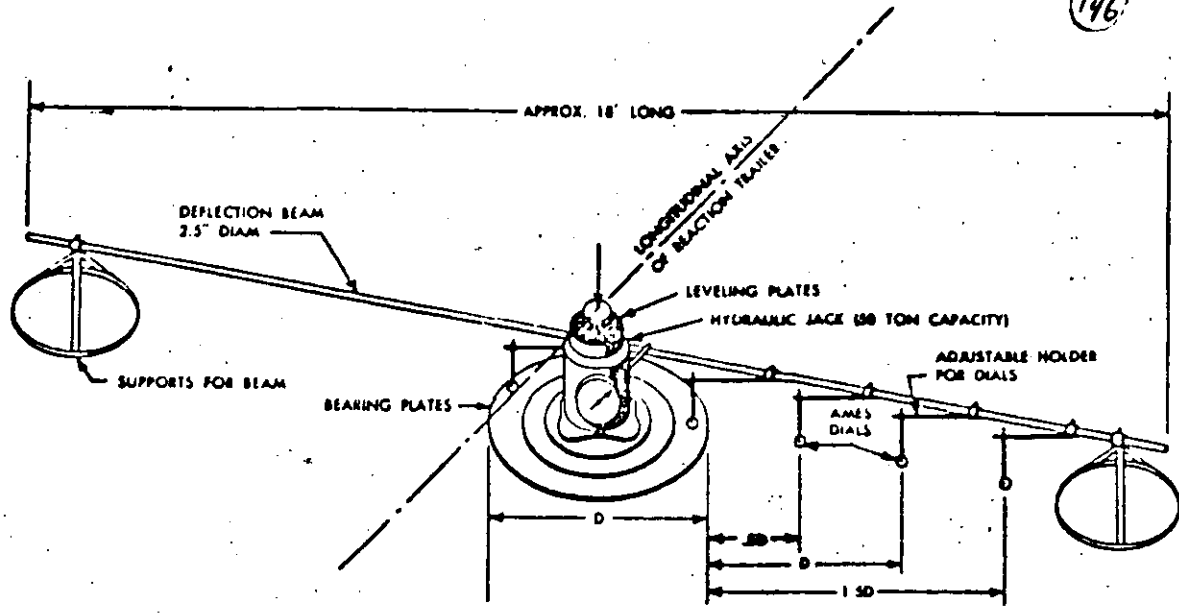 146
APPROX. 18' LONG
LONGITUDINAL AXIS
OF REACTION TRAILER
DEFLECTION BEAM
2.5" DIAM
LEVELING PLATES
HYDRAULIC JACK (50 TON CAPACITY)
SUPPORTS FOR BEAM
ADJUSTABLE HOLDER
FOR DIALS
BEARING PLATES
AMES
DIALS
D
.5D
D
1.5D